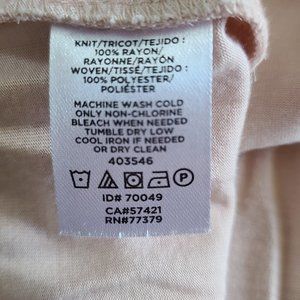 KNIT/TRICOT/TEJIDO :
100% RAYON/
RAYONNE/RAYÓN
WOVEN/TISSÉ/TEJIDO :
100% POLYESTER/
POLIÉSTER
MACHINE WASH COLD
ONLY NON-CHLORINE
BLEACH WHEN NEEDED
TUMBLE DRY LOW
COOL IRON IF NEEDED
OR DRY CLEAN
403546
P
ID# 70049
CA#57421
RN#77379